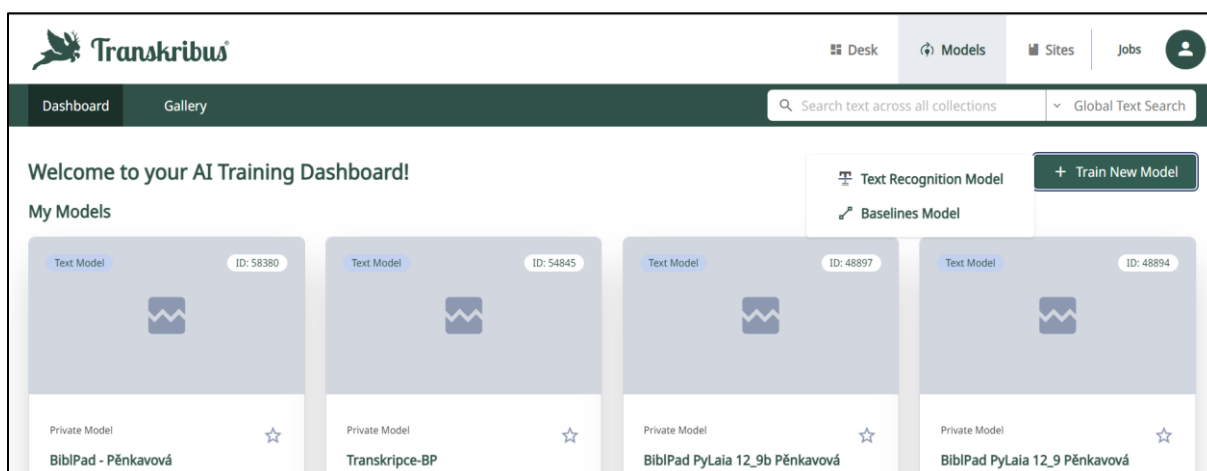 Transkribus®
Desk
Models
Sites
Jobs
Dashboard
Gallery
Search text across all collections
Global Text Search
Welcome to your AI Training Dashboard!
Text Recognition Model
+ Train New Model
Baselines Model
My Models
Text Model ID: 58380
Text Model ID: 54845
Text Model ID: 48897
Text Model ID: 48894
Private Model
BiblPad - Pěnkavová
Private Model
Transkripce-BP
Private Model
BiblPad PyLaia 12_9b Pěnkavová
Private Model
BiblPad PyLaia 12_9 Pěnkavová